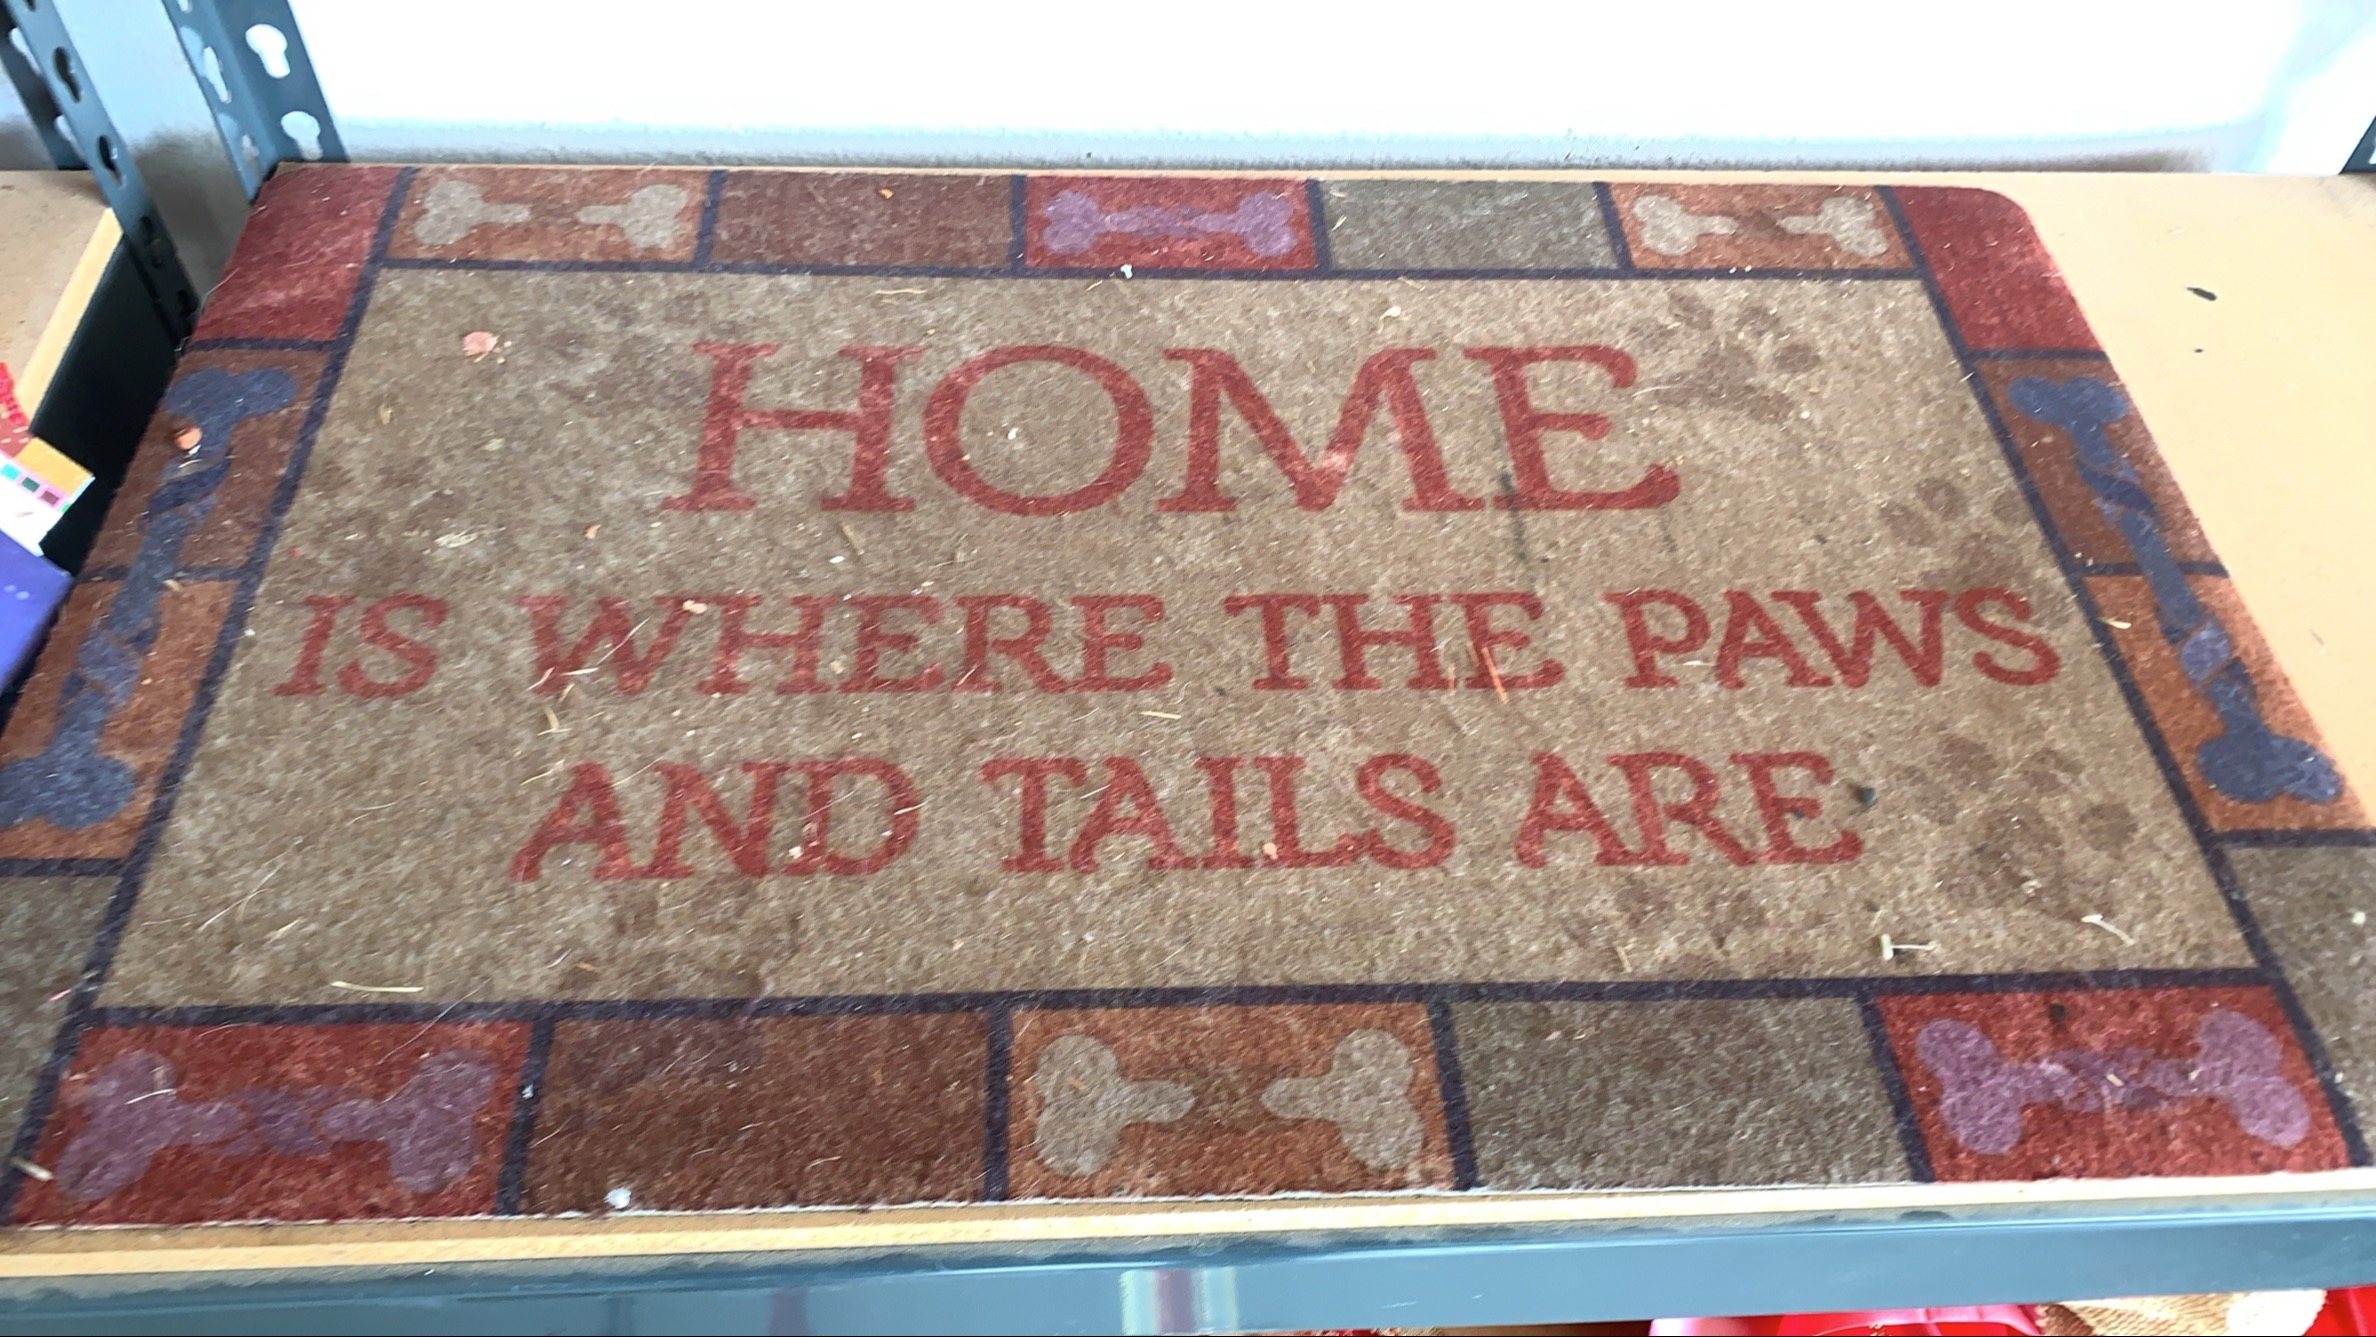 HOME
IS WHERE THE PAWS
AND TAILS ARE